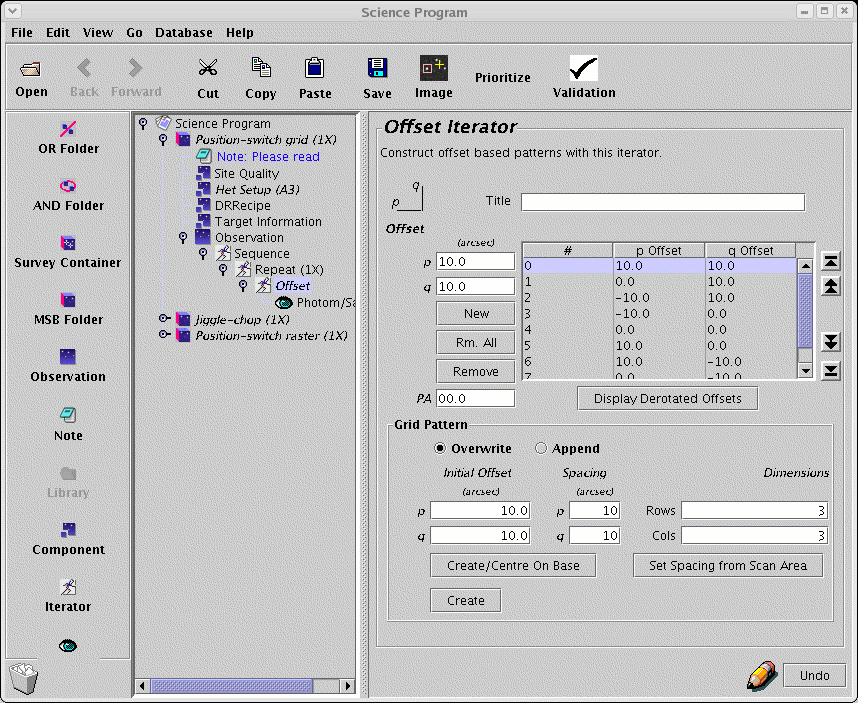 Science Program
File Edit View Go Database Help
Open Back Forward Cut Copy Paste Save Image Prioritize Validation
OR Folder
AND Folder
Survey Container
MSB Folder
Observation
Note
Library
Component
Iterator
Science Program
Position-switch grid (1X)
Note: Please read
Site Quality
Het Setup (A3)
DRRecipe
Target Information
Observation
Sequence
Repeat (1X)
Offset
Photom/Sa
Jiggle-chop (1X)
Position-switch raster (1X)
Offset Iterator
Construct offset based patterns with this iterator.
p q
Title
Offset
(arcsec)
p 10.0
q 10.0
New
Rm. All
Remove
PA 00.0
# p Offset q Offset
0 10.0 10.0
1 0.0 10.0
2 -10.0 10.0
3 -10.0 0.0
4 0.0 0.0
5 10.0 0.0
6 10.0 -10.0
7 0.0 -10.0
Display Derotated Offsets
Grid Pattern
Overwrite Append
Initial Offset Spacing Dimensions
(arcsec) (arcsec)
p 10.0 p 10 Rows 3
q 10.0 q 10 Cols 3
Create/Centre On Base Set Spacing from Scan Area
Create
Undo